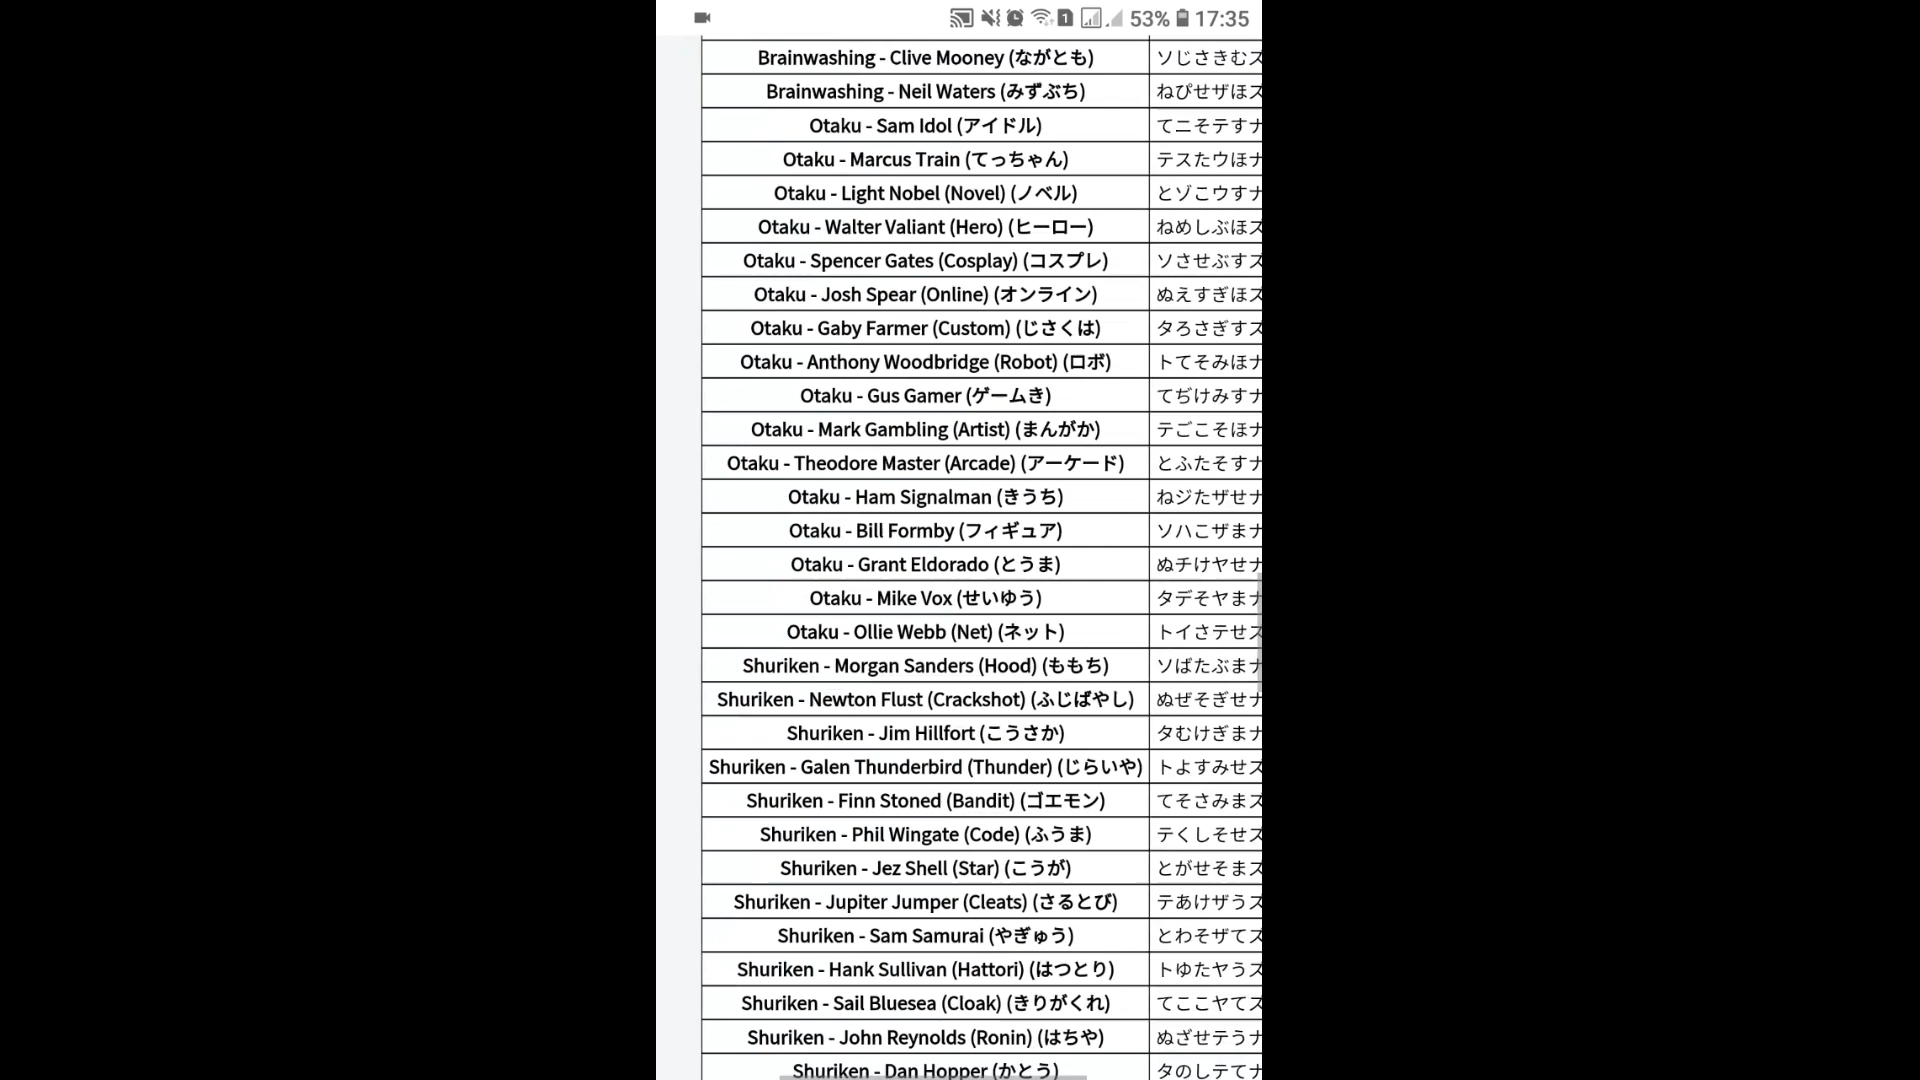 1 53% 17:35
Brainwashing - Clive Mooney (ながとも) ソじさきむズ
Brainwashing - Neil Waters (みずぶち) ねぴせザほズ
Otaku - Sam Idol (アイドル) てニそテすナ
Otaku - Marcus Train (てっちゃん) テスたウほナ
Otaku - Light Nobel (Novel) (ノベル) とゾこウすナ
Otaku - Walter Valiant (Hero) (ヒーロー) ねめしぶほズ
Otaku - Spencer Gates (Cosplay) (コスプレ) ソさせぶすズ
Otaku - Josh Spear (Online) (オンライン) ぬえすぎほズ
Otaku - Gaby Farmer (Custom) (じさくは) タろさぎすズ
Otaku - Anthony Woodbridge (Robot) (ロボ) トてそみほナ
Otaku - Gus Gamer (ゲームき) てぢけみすナ
Otaku - Mark Gambling (Artist) (まんがか) テごこそほナ
Otaku - Theodore Master (Arcade) (アーケード) とふたそすナ
Otaku - Ham Signalman (きうち) ねジたザせナ
Otaku - Bill Formby (フィギュア) ソハこザまナ
Otaku - Grant Eldorado (とうま) ぬチけヤせナ
Otaku - Mike Vox (せいゆう) タデそヤまナ
Otaku - Ollie Webb (Net) (ネット) トイさテせズ
Shuriken - Morgan Sanders (Hood) (ももち) ソばたぶまナ
Shuriken - Newton Flust (Crackshot) (ふじばやし) ぬぜそぎせナ
Shuriken - Jim Hillfort (こうさか) タむけぎまナ
Shuriken - Galen Thunderbird (Thunder) (じらいや) トよすみせズ
Shuriken - Finn Stoned (Bandit) (ゴエモン) てそさみまズ
Shuriken - Phil Wingate (Code) (ふうま) テくしそせズ
Shuriken - Jez Shell (Star) (こうが) とがせそまズ
Shuriken - Jupiter Jumper (Cleats) (さるとび) テあけザうズ
Shuriken - Sam Samurai (やぎゅう) とわそザてズ
Shuriken - Hank Sullivan (Hattori) (はつとり) トゆたヤうズ
Shuriken - Sail Bluesea (Cloak) (きりがくれ) てここヤてズ
Shuriken - John Reynolds (Ronin) (はちや) ぬざせテうナ
Shuriken - Dan Hopper (かとう) タのしテてナ